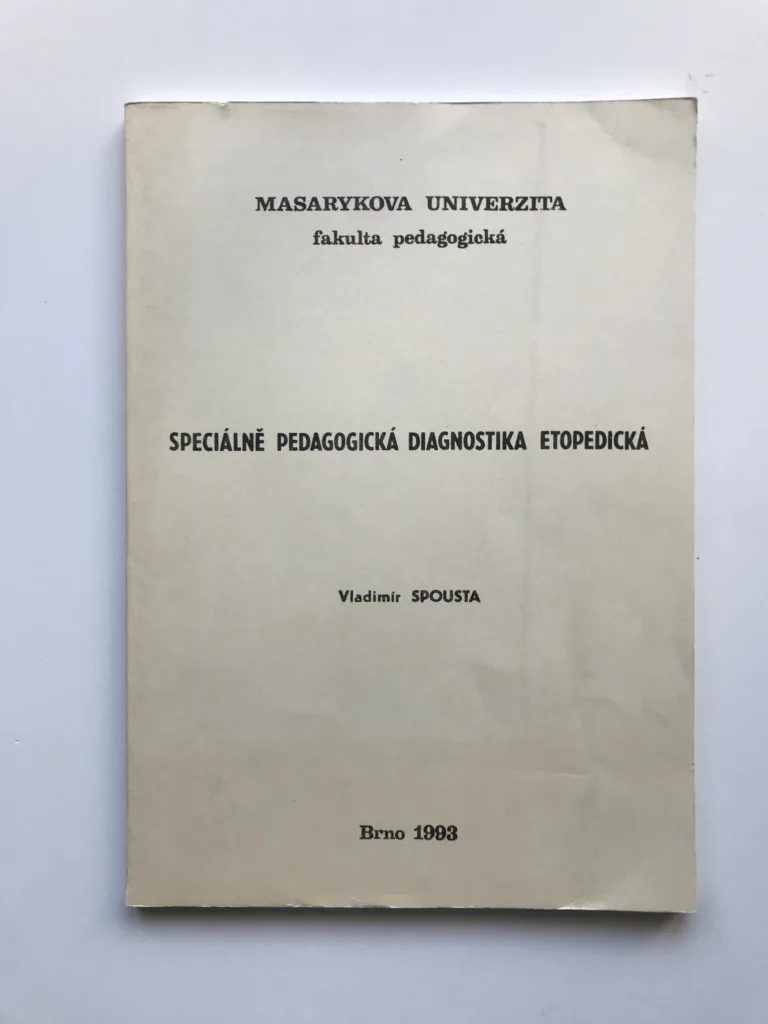 MASARYKOVA UNIVERZITA
fakulta pedagogická
SPECIÁLNĚ PEDAGOGICKÁ DIAGNOSTIKA ETOPEDICKÁ
Vladimír SPOUSTA
Brno 1993